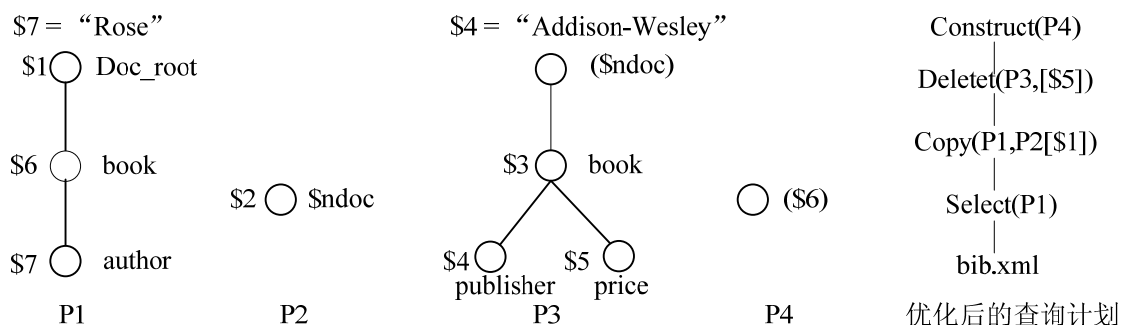 $7 = “Rose”
$1 Doc_root
$6 book
$7 author
P1
$2 $ndoc
P2
$4 = “Addison-Wesley”
($ndoc)
$3 book
$4 $5
publisher price
P3
($6)
P4
Construct(P4)
Deletet(P3,[$5])
Copy(P1,P2[$1])
Select(P1)
bib.xml
优化后的查询计划